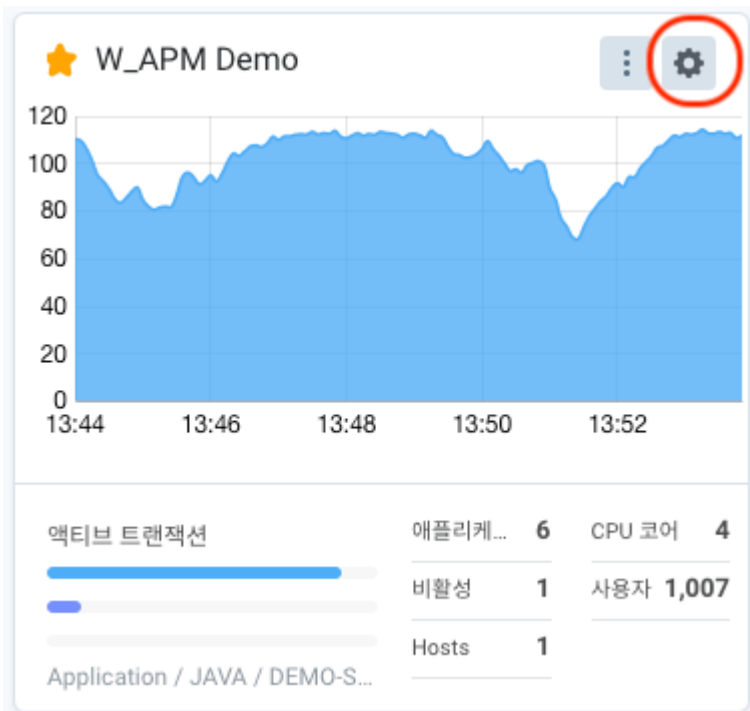 W_APM Demo
120
100
80
60
40
20
0
13:44 13:46 13:48 13:50 13:52
액티브 트랜잭션
애플리케... 6
CPU 코어 4
비활성 1
사용자 1,007
Hosts 1
Application / JAVA / DEMO-S...